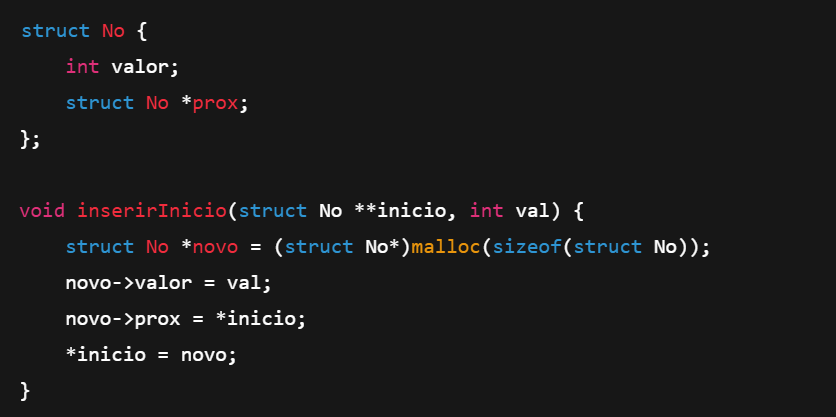 struct No {
    int valor;
    struct No *prox;
};

void inserirInicio(struct No **inicio, int val) {
    struct No *novo = (struct No*)malloc(sizeof(struct No));
    novo->valor = val;
    novo->prox = *inicio;
    *inicio = novo;
}